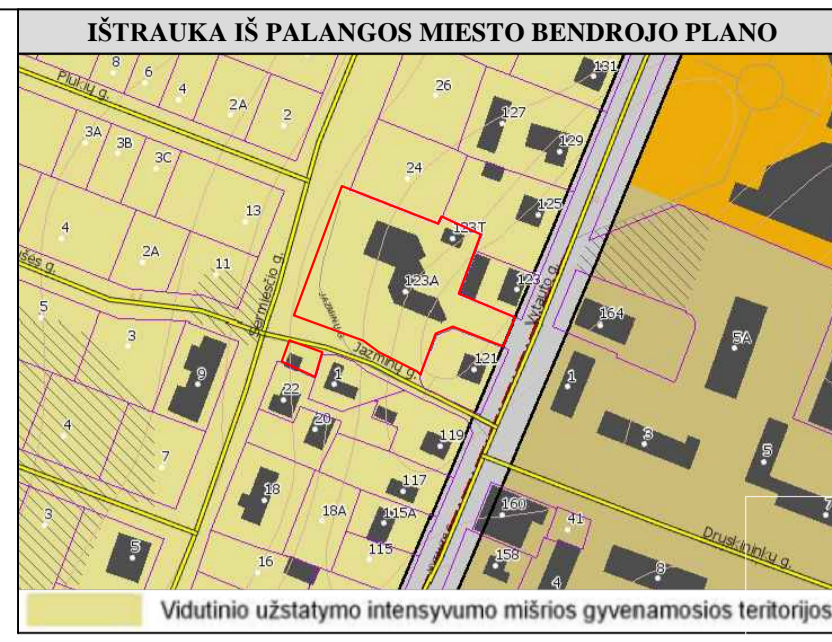 IŠTRAUKA IŠ PALANGOS MIESTO BENDROJO PLANO
8
6
4
2A
2
Plukių g.
3A
3B
3C
13
4
2A
11
5
3
9
4
7
3
5
26
24
131
127
129
125
123T
123A
123
121
JAZMINŲ G.
Jazminų g.
Vytauto g.
1
22
20
119
117
18
18A
115A
115
16
164
5A
1
3
5
7
160
41
158
4
8
Druskininkų g.
Vidutinio užstatymo intensyvumo mišrios gyvenamosios teritorijos